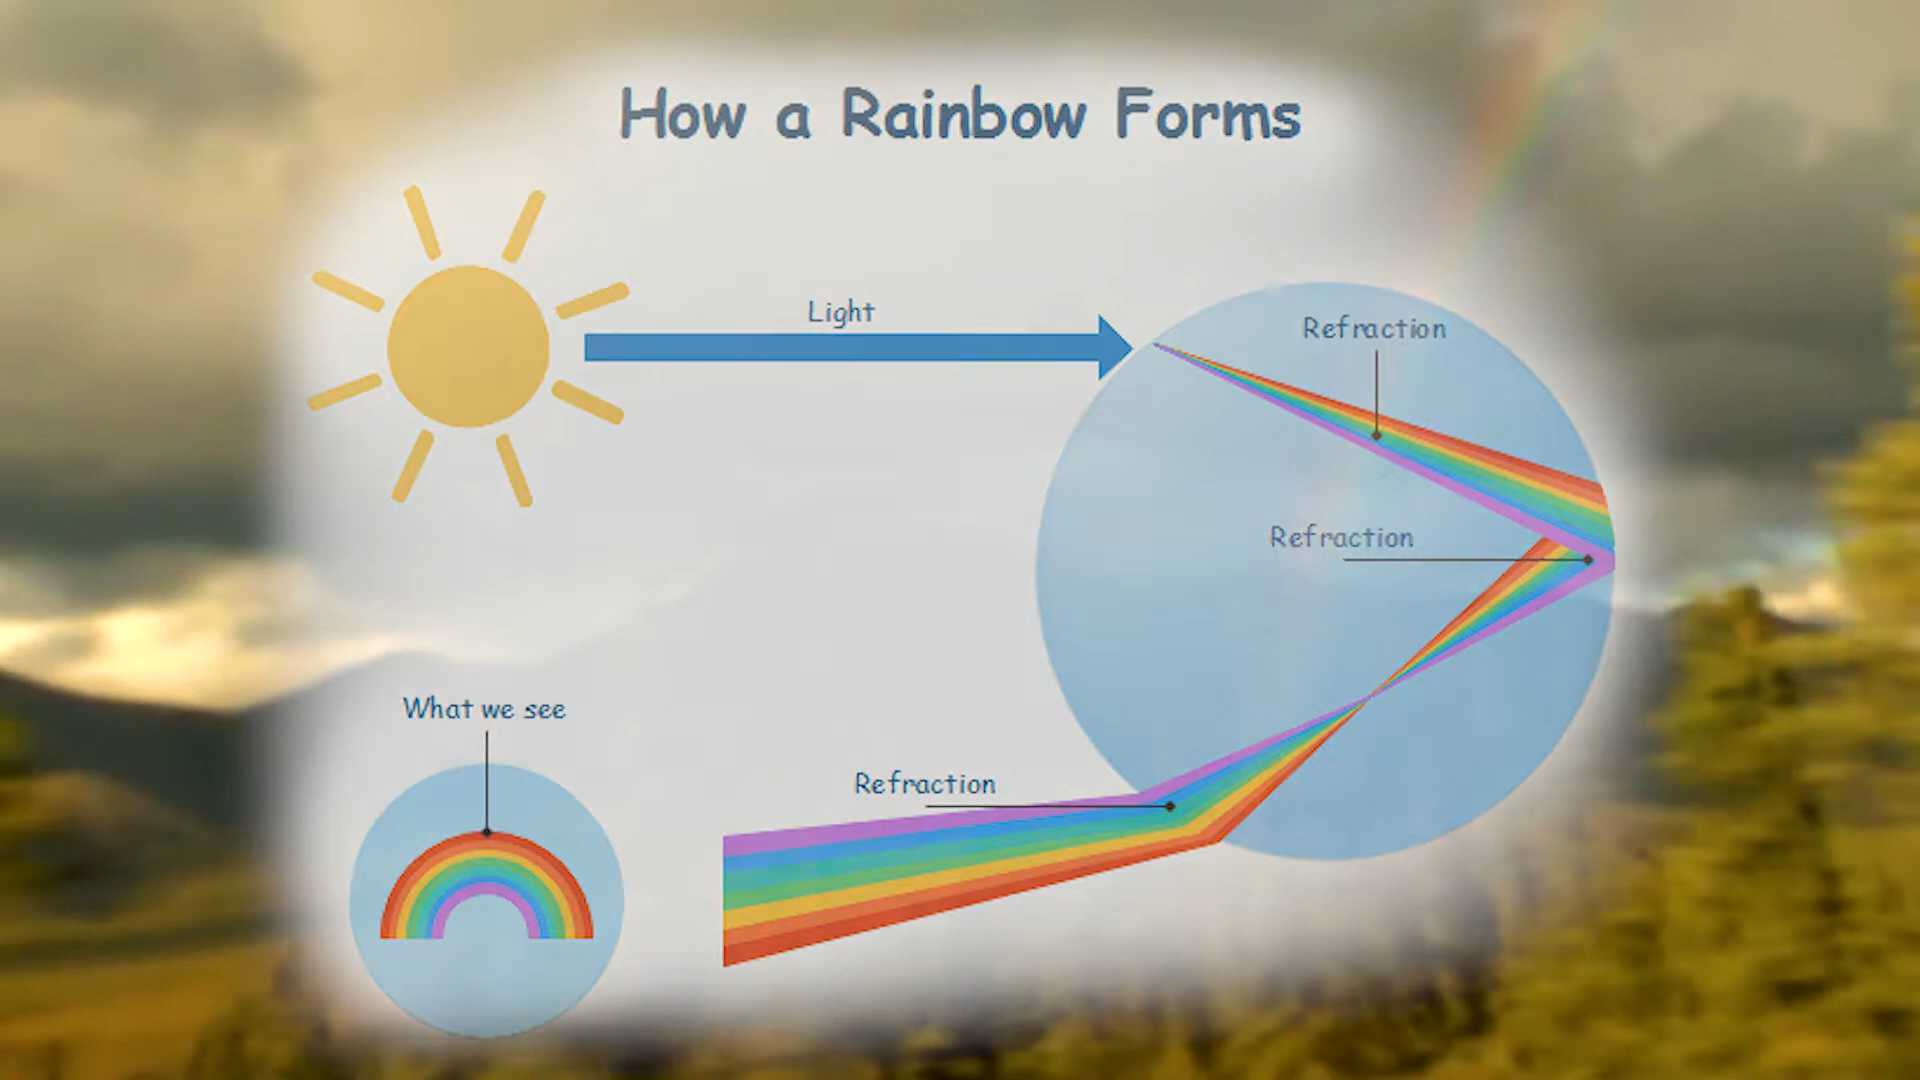 How a Rainbow Forms
Light
Refraction
Refraction
What we see
Refraction